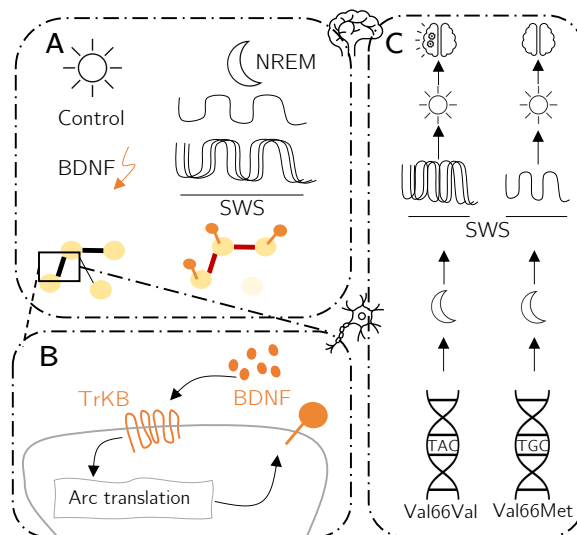 A
NREM
Control
BDNF
SWS
B
TrKB
BDNF
Arc translation
C
SWS
TAC
TGC
Val66Val
Val66Met